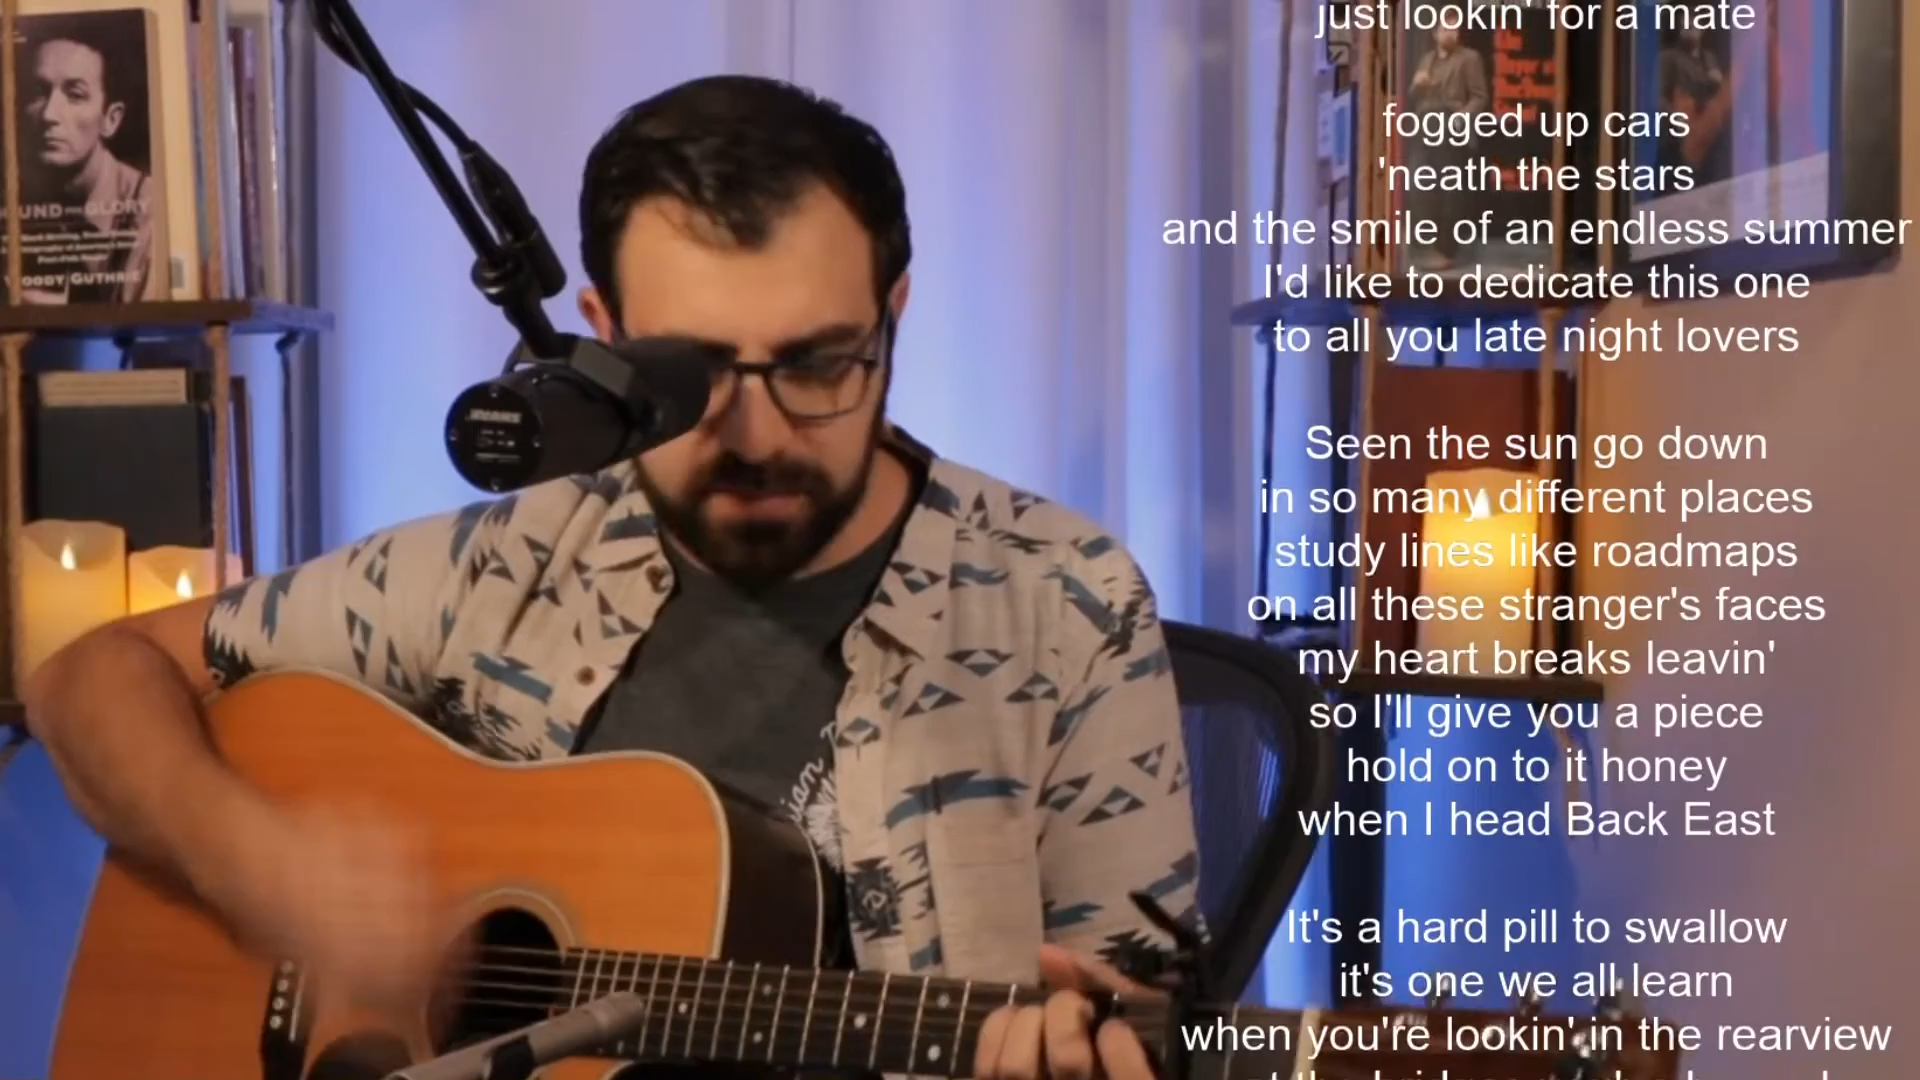 just lookin' for a mate
fogged up cars
'neath the stars
and the smile of an endless summer
I'd like to dedicate this one
to all you late night lovers
Seen the sun go down
in so many different places
study lines like roadmaps
on all these stranger's faces
my heart breaks leavin'
so I'll give you a piece
hold on to it honey
when I head Back East
It's a hard pill to swallow
it's one we all learn
when you're lookin' in the rearview
GLORY
WOODY GUTHRIE
SHURE